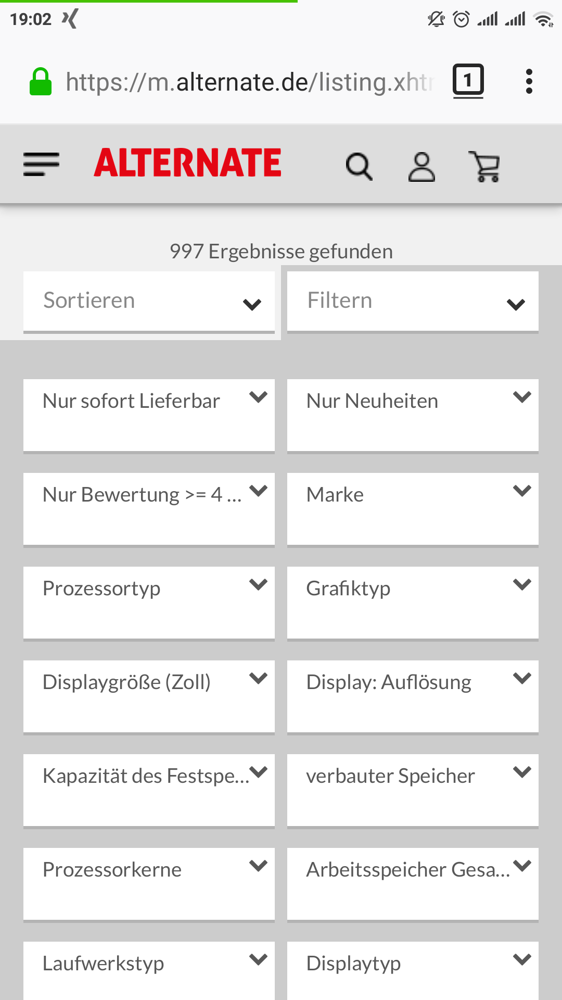 19:02
https://m.alternate.de/listing.xht
1
ALTERNATE
997 Ergebnisse gefunden
Sortieren
Filtern
Nur sofort Lieferbar
Nur Neuheiten
Nur Bewertung >= 4 ...
Marke
Prozessortyp
Grafiktyp
Displaygröße (Zoll)
Display: Auflösung
Kapazität des Festspe...
verbauter Speicher
Prozessorkerne
Arbeitsspeicher Gesa...
Laufwerkstyp
Displaytyp